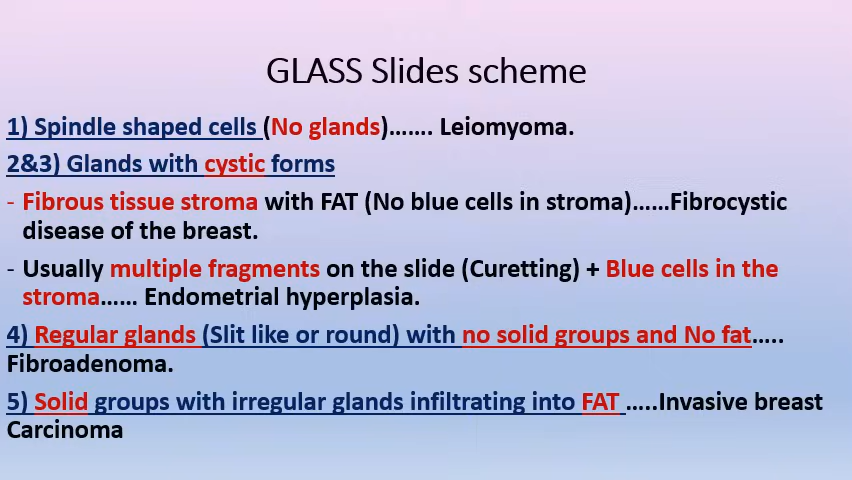 GLASS Slides scheme
1) Spindle shaped cells (No glands)……. Leiomyoma.
2&3) Glands with cystic forms
- Fibrous tissue stroma with FAT (No blue cells in stroma)……Fibrocystic
disease of the breast.
- Usually multiple fragments on the slide (Curetting) + Blue cells in the
stroma…… Endometrial hyperplasia.
4) Regular glands (Slit like or round) with no solid groups and No fat…..
Fibroadenoma.
5) Solid groups with irregular glands infiltrating into FAT …..Invasive breast
Carcinoma